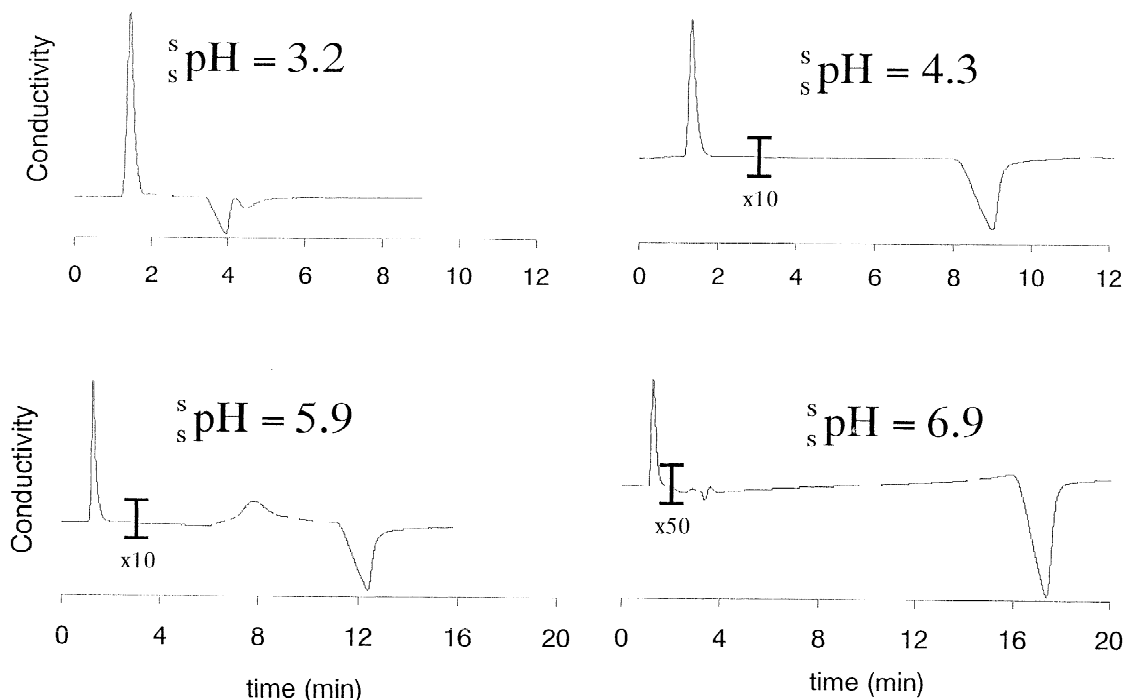 Conductivity
s
s pH = 3.2
0 2 4 6 8 10 12
s
s pH = 4.3
x10
0 2 4 6 8 10 12
Conductivity
s
s pH = 5.9
x10
0 4 8 12 16 20
time (min)
s
s pH = 6.9
x50
0 4 8 12 16 20
time (min)